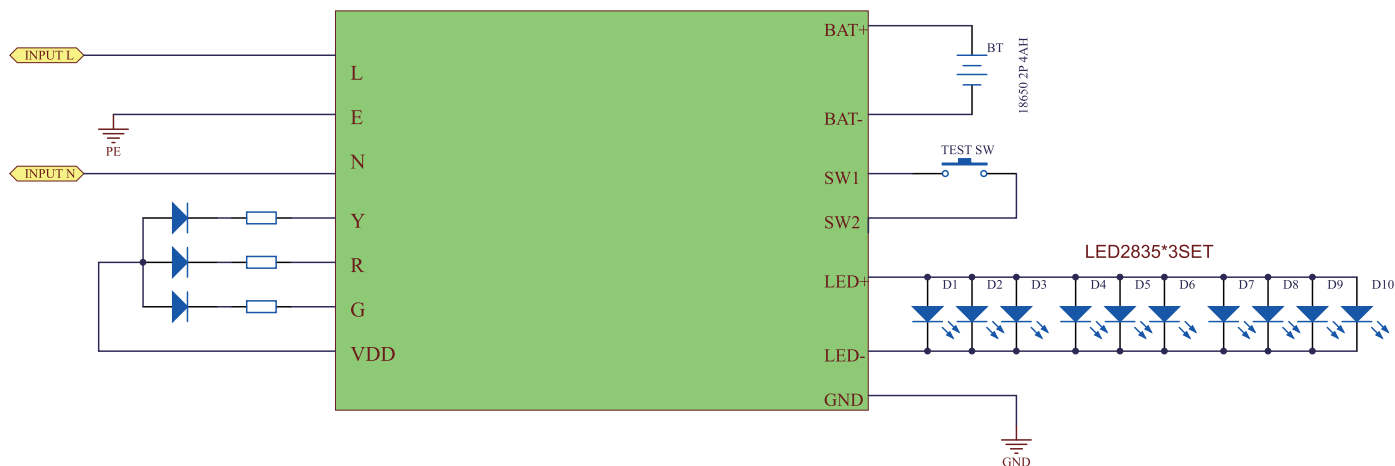 INPUT L
PE
INPUT N
L
E
N
Y
R
G
VDD
BAT+
BAT-
SW1
SW2
LED+
LED-
GND
BT
18650 2P 4AH
TEST SW
LED2835*3SET
D1 D2 D3 D4 D5 D6 D7 D8 D9 D10
GND